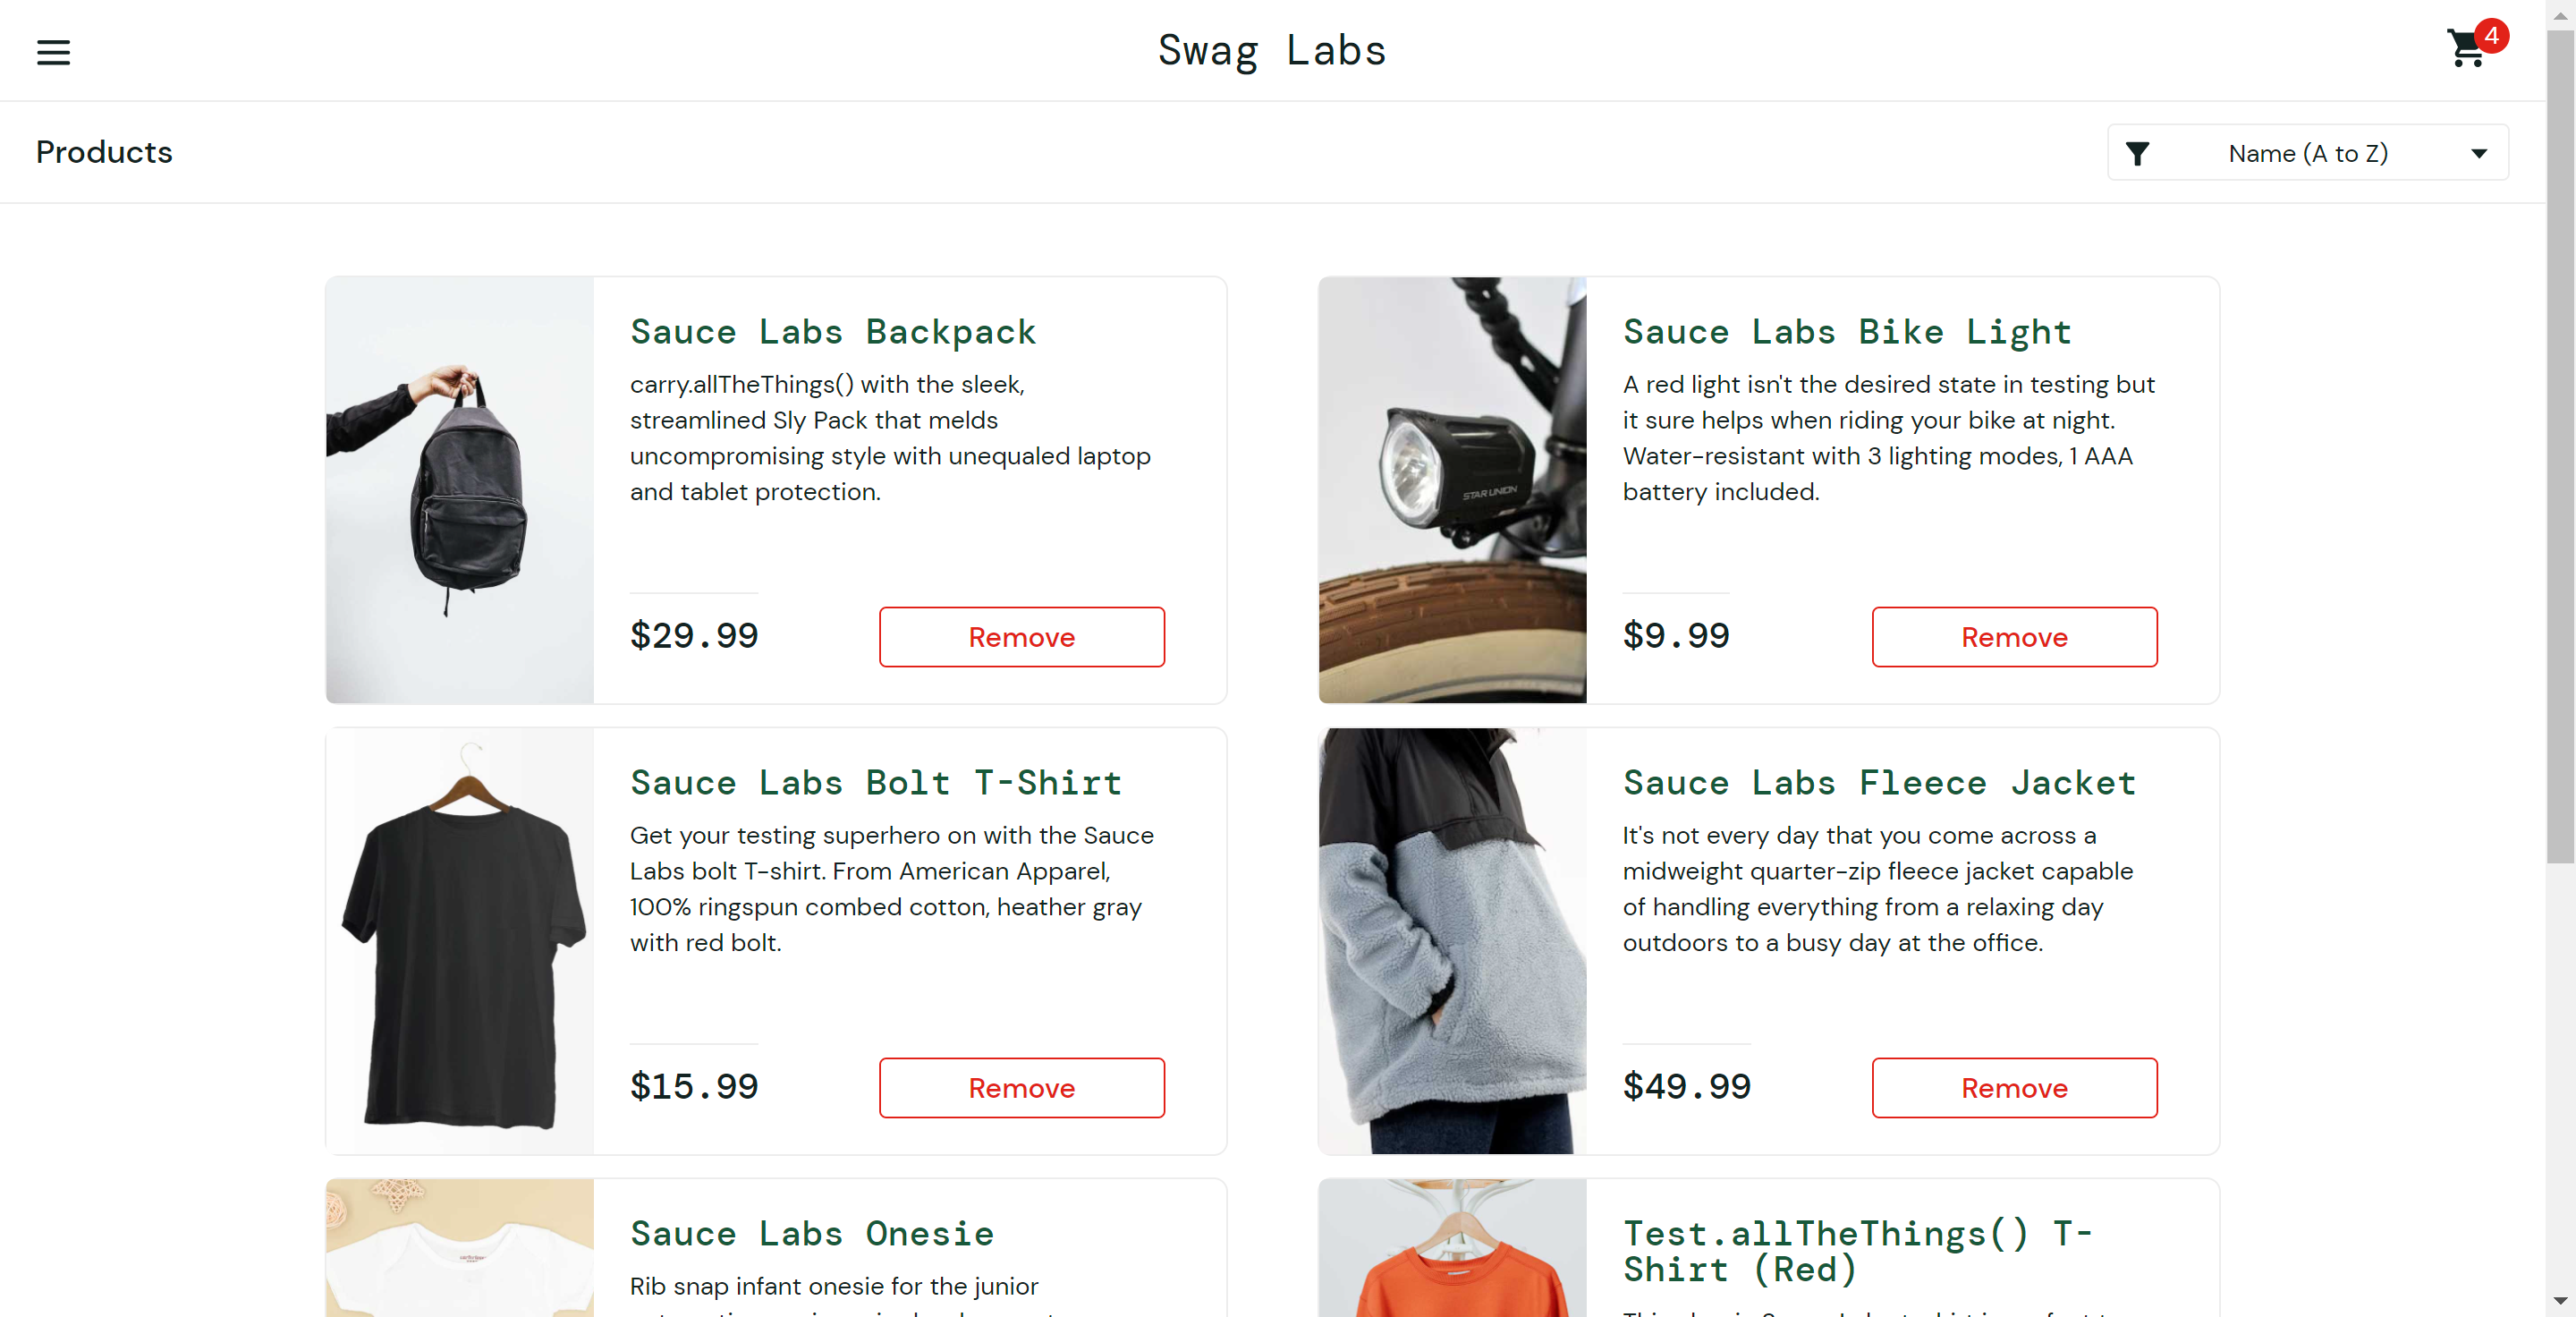 Swag Labs
4
Products
Name (A to Z)
Sauce Labs Backpack
carry.allTheThings() with the sleek,
streamlined Sly Pack that melds
uncompromising style with unequaled laptop
and tablet protection.
$29.99
Remove
STAR UNION
Sauce Labs Bike Light
A red light isn't the desired state in testing but
it sure helps when riding your bike at night.
Water-resistant with 3 lighting modes, 1 AAA
battery included.
$9.99
Remove
Sauce Labs Bolt T-Shirt
Get your testing superhero on with the Sauce
Labs bolt T-shirt. From American Apparel,
100% ringspun combed cotton, heather gray
with red bolt.
$15.99
Remove
Sauce Labs Fleece Jacket
It's not every day that you come across a
midweight quarter-zip fleece jacket capable
of handling everything from a relaxing day
outdoors to a busy day at the office.
$49.99
Remove
Sauce Labs Onesie
Rib snap infant onesie for the junior
Test.allTheThings() T-
Shirt (Red)